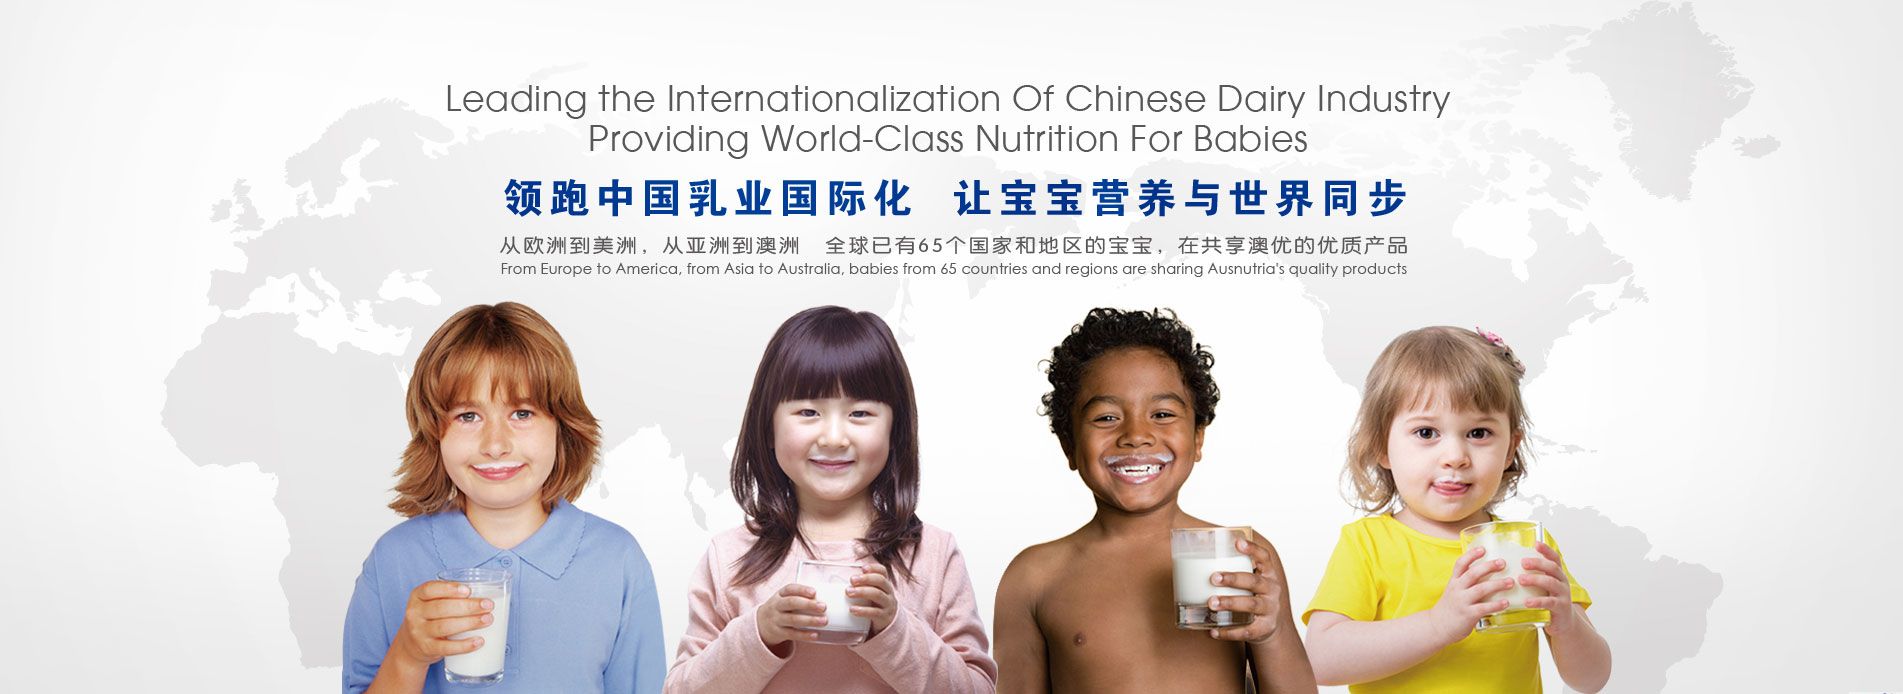 Leading the Internationalization Of Chinese Dairy Industry
Providing World-Class Nutrition For Babies
领跑中国乳业国际化 让宝宝营养与世界同步
从欧洲到美洲，从亚洲到澳洲 全球已有65个国家和地区的宝宝，在共享澳优的优质产品
From Europe to America, from Asia to Australia, babies from 65 countries and regions are sharing Ausnutria's quality products